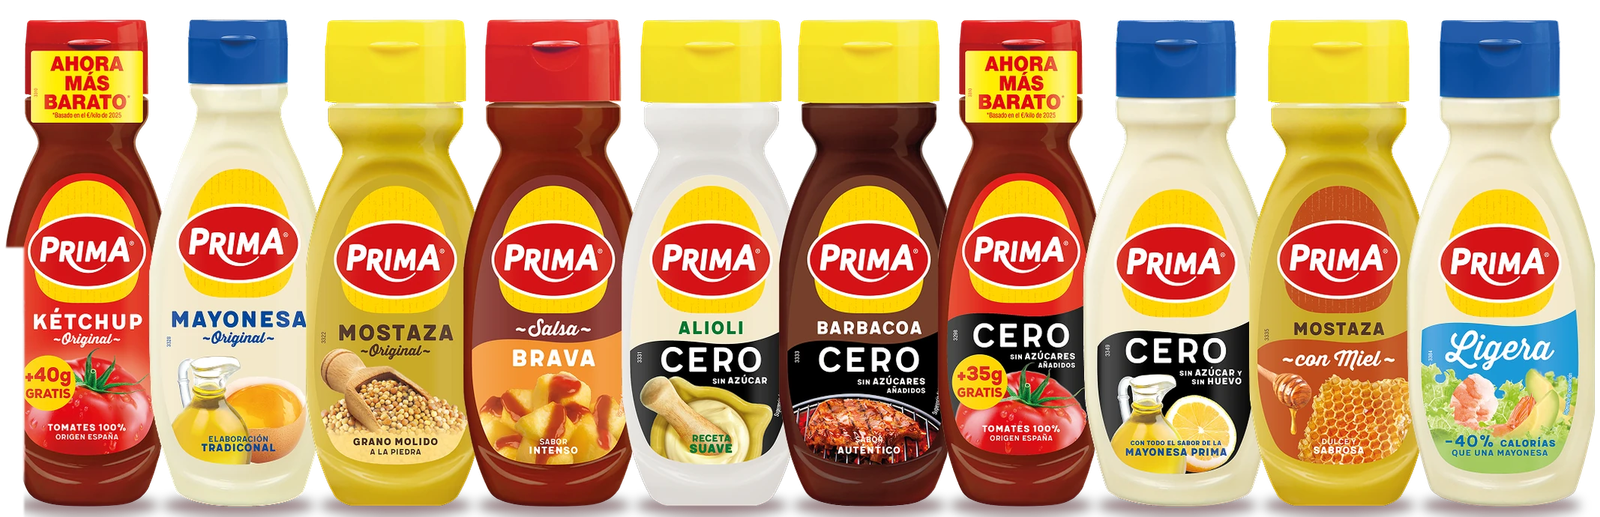 AHORA
MÁS
BARATO*
*Basado en el €/kilo de 2025
PRIMA®
KÉTCHUP
~Original~
+40g
GRATIS
TOMATES 100%
ORIGEN ESPAÑA
PRIMA®
MAYONESA
~Original~
ELABORACIÓN
TRADICONAL
PRIMA®
MOSTAZA
~Original~
GRANO MOLIDO
A LA PIEDRA
PRIMA®
~Salsa~
BRAVA
SABOR
INTENSO
PRIMA®
ALIOLI
CERO
SIN AZÚCAR
RECETA
SUAVE
PRIMA®
BARBACOA
CERO
SIN AZÚCARES
AÑADIDOS
SABOR
AUTÉNTICO
AHORA
MÁS
BARATO*
*Basado en el €/kilo de 2025
PRIMA®
CERO
SIN AZÚCARES
AÑADIDOS
+35g
GRATIS
TOMATES 100%
ORIGEN ESPAÑA
PRIMA®
CERO
SIN AZÚCAR Y
SIN HUEVO
CON TODO EL SABOR DE LA
MAYONESA PRIMA
PRIMA®
MOSTAZA
~con Miel~
DULCE Y
SABROSA
PRIMA®
Ligera
-40% CALORÍAS
QUE UNA MAYONESA